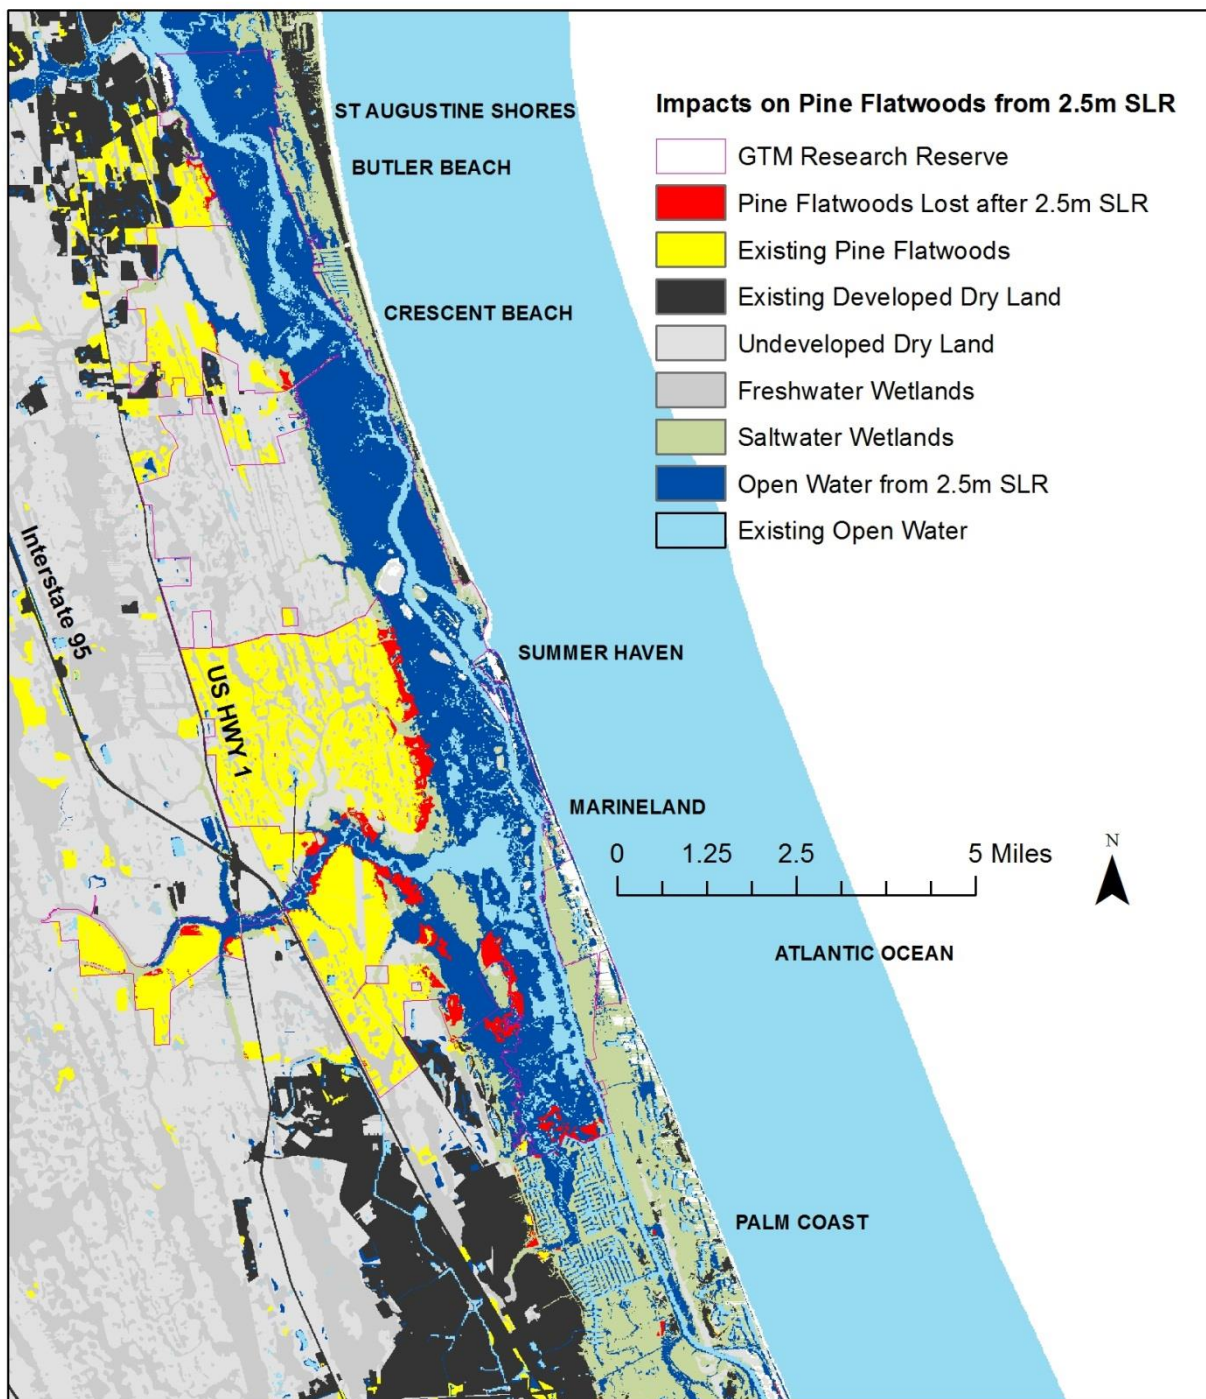 ST AUGUSTINE SHORES
BUTLER BEACH
CRESCENT BEACH
Impacts on Pine Flatwoods from 2.5m SLR
GTM Research Reserve
Pine Flatwoods Lost after 2.5m SLR
Existing Pine Flatwoods
Existing Developed Dry Land
Undeveloped Dry Land
Freshwater Wetlands
Saltwater Wetlands
Open Water from 2.5m SLR
Existing Open Water
Interstate 95
US HWY 1
SUMMER HAVEN
MARINELAND
0 1.25 2.5 5 Miles
N
ATLANTIC OCEAN
PALM COAST